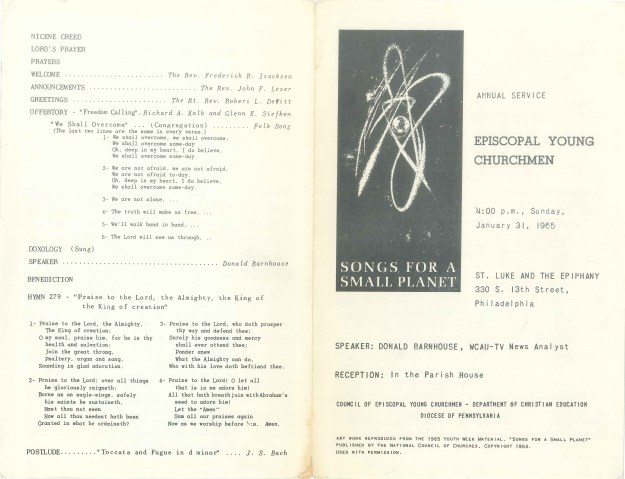 NICENE CREED
LORD'S PRAYER
PRAYERS
WELCOME ......................... The Rev. Frederick R. Isacksen
ANNOUNCEMENTS ........................... The Rev. John F. Lever
GREETINGS ......................... The Rt. Rev. Robert L. DeWitt
OFFERTORY - "Freedom Calling". Richard A. Kolb and Glenn E. Siefken
"We Shall Overcome" ... (Congregation) ......... Folk Song
(The last two lines are the same in every verse.)
1- We shall overcome, we shall overcome,
We shall overcome some-day
Oh, deep in my heart, I do believe,
We shall overcome some-day.
2- We are not afraid, we are not afraid,
We are not afraid to-day.
Oh, deep in my heart, I do believe,
We shall overcome some-day.
3- We are not alone. ...
4- The truth will make us free. ...
5- We'll walk hand in hand. ...
6- The Lord will see us through. ...
DOXOLOGY (Sung)
SPEAKER ....................................... Donald Barnhouse
BENEDICTION
HYMN 279 - "Praise to the Lord, the Almighty, the King of
the King of creation"
1- Praise to the Lord, the Almighty,
The King of creation;
O my soul, praise him, for he is thy
health and salvation;
Join the great throng,
Psaltery, organ and song,
Sounding in glad adoration.
2- Praise to the Lord; over all things
he gloriously reigneth;
Borne as on eagle-wings, safely
his saints he sustaineth.
Hast thou not seen
How all thou needest hath been
Granted in what he ordaineth?
3- Praise to the Lord, who doth prosper
thy way and defend thee;
Surely his goodness and mercy
shall ever attend thee;
Ponder anew
What the Almighty can do,
Who with his love doth befriend thee.
4- Praise to the Lord! O let all
that is in me adore him!
All that hath breath join with Abraham's
seed to adore him!
Let the "Amen"
Sum all our praises again
Now as we worship before him. Amen.
POSTLUDE.........."Toccata and Fugue in d minor" .... J. S. Bach
SONGS FOR A
SMALL PLANET
ANNUAL SERVICE
EPISCOPAL YOUNG
CHURCHMEN
4:00 p.m., Sunday,
January 31, 1965
ST. LUKE AND THE EPIPHANY
330 S. 13th Street,
Philadelphia
SPEAKER: DONALD BARNHOUSE, WCAU-TV News Analyst
RECEPTION: In the Parish House
COUNCIL OF EPISCOPAL YOUNG CHURCHMEN - DEPARTMENT OF CHRISTIAN EDUCATION
DIOCESE OF PENNSYLVANIA
ART WORK REPRODUCED FROM THE 1965 YOUTH WEEK MATERIAL, "SONGS FOR A SMALL PLANET"
PUBLISHED BY THE NATIONAL COUNCIL OF CHURCHES, COPYRIGHT
USED WITH PERMISSION.